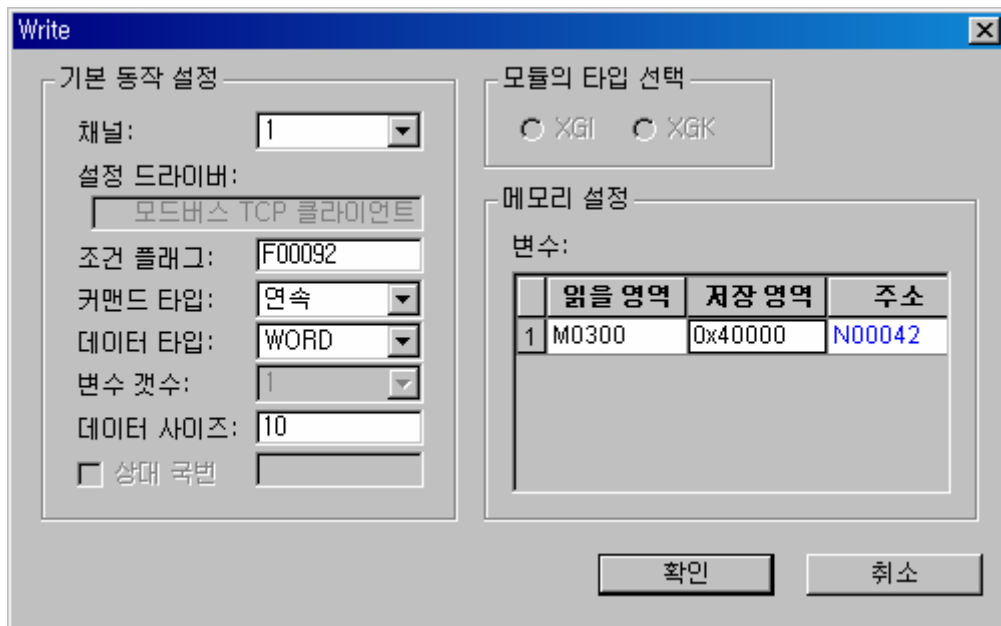 Write
기본 동작 설정
채널: 1
설정 드라이버:
모드버스 TCP 클라이언트
조건 플래그: F00092
커맨드 타입: 연속
데이터 타입: WORD
변수 갯수: 1
데이터 사이즈: 10
상대 국번
모듈의 타입 선택
XGI XGK
메모리 설정
변수:
읽을 영역 저장 영역 주소
1 M0300 0x40000 N00042
확인 취소